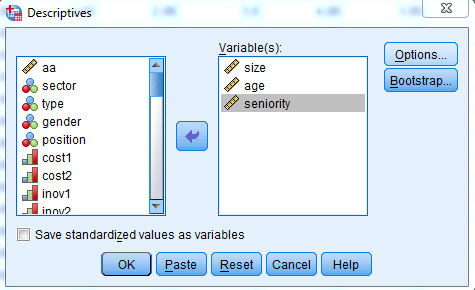 Descriptives
Variable(s):
aa
sector
type
gender
position
cost1
cost2
inov1
inov2
size
age
seniority
Options...
Bootstrap...
Save standardized values as variables
OK
Paste
Reset
Cancel
Help